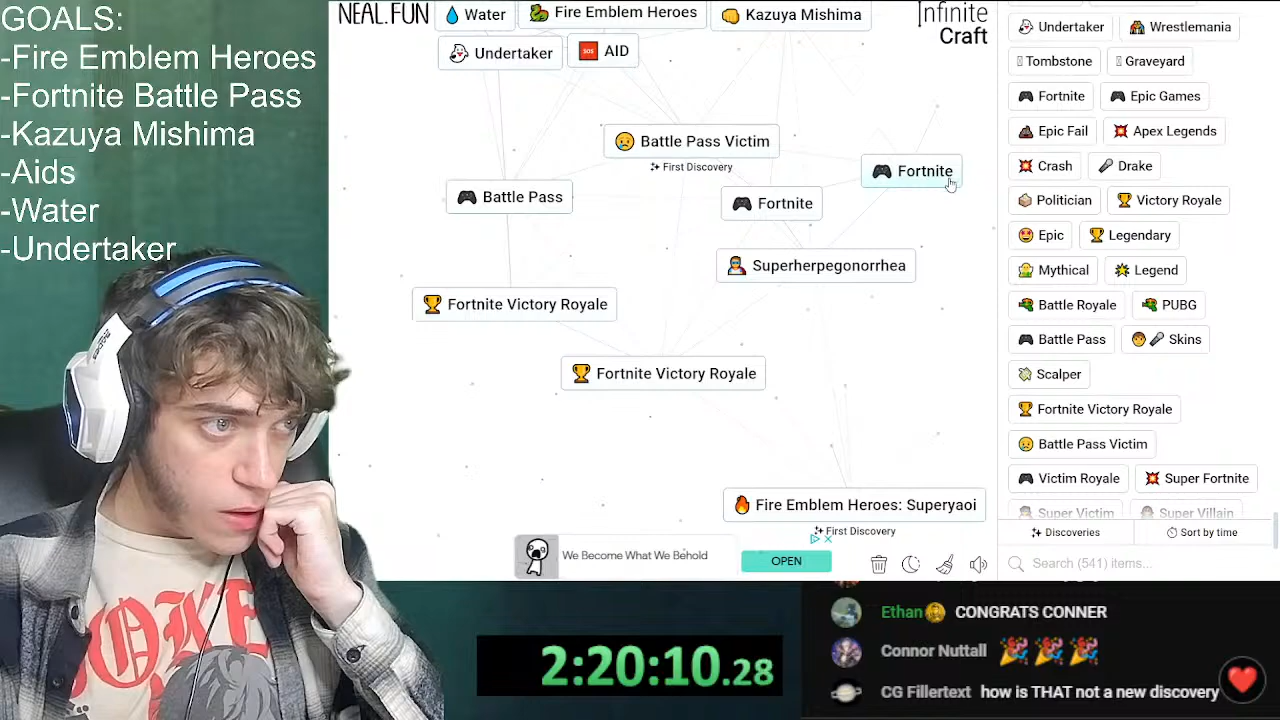 GOALS:
-Fire Emblem Heroes
-Fortnite Battle Pass
-Kazuya Mishima
-Aids
-Water
-Undertaker
NEAL.FUN
Water
Fire Emblem Heroes
Kazuya Mishima
Infinite
Craft
Undertaker
SOS AID
Battle Pass Victim
First Discovery
Fortnite
Battle Pass
Fortnite
Superherpegonorrhea
Fortnite Victory Royale
Fortnite Victory Royale
Fire Emblem Heroes: Superyaoi
First Discovery
We Become What We Behold
OPEN
Undertaker Wrestlemania
Tombstone Graveyard
Fortnite Epic Games
Epic Fail Apex Legends
Crash Drake
Politician Victory Royale
Epic Legendary
Mythical Legend
Battle Royale PUBG
Battle Pass Skins
Scalper
Fortnite Victory Royale
Battle Pass Victim
Victim Royale Super Fortnite
Super Victim Super Villain
Discoveries Sort by time
Search (541) items...
2:20:10.28
Ethan CONGRATS CONNER
Connor Nuttall
CG Fillertext how is THAT not a new discovery